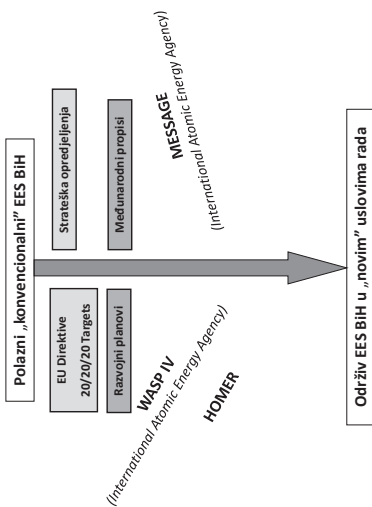 Polazni „konvencionalni” EES BiH
EU Direktive
20/20/20 Targets
Strateška opredjeljenja
Razvojni planovi
Međunarodni propisi
WASP IV
(International Atomic Energy Agency)
HOMER
MESSAGE
(International Atomic Energy Agency)
Održiv EES BiH u „novim” uslovima rada